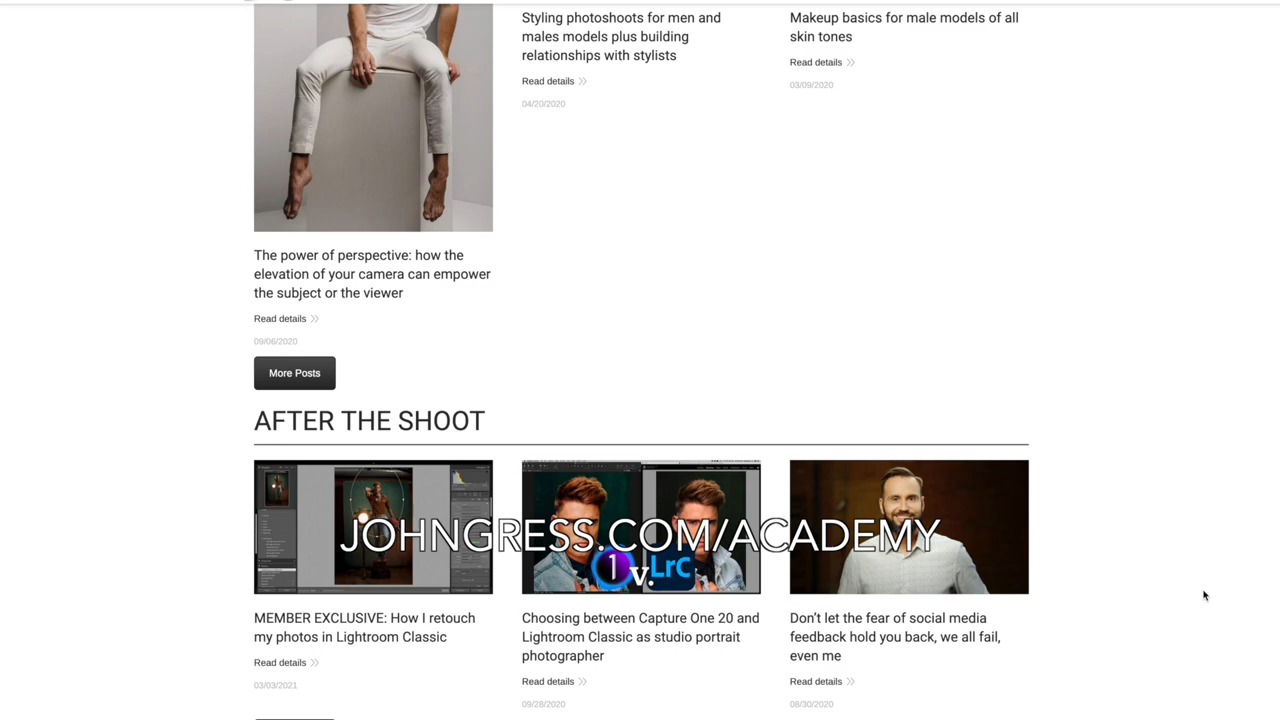 Styling photoshoots for men and
males models plus building
relationships with stylists
Read details
04/20/2020
Makeup basics for male models of all
skin tones
Read details
03/09/2020
The power of perspective: how the
elevation of your camera can empower
the subject or the viewer
Read details
09/06/2020
More Posts
AFTER THE SHOOT
JOHNGRESS.COM/ACADEMY
1 v. LrC
MEMBER EXCLUSIVE: How I retouch
my photos in Lightroom Classic
Read details
03/03/2021
Choosing between Capture One 20 and
Lightroom Classic as studio portrait
photographer
Read details
09/28/2020
Don't let the fear of social media
feedback hold you back, we all fail,
even me
Read details
08/30/2020